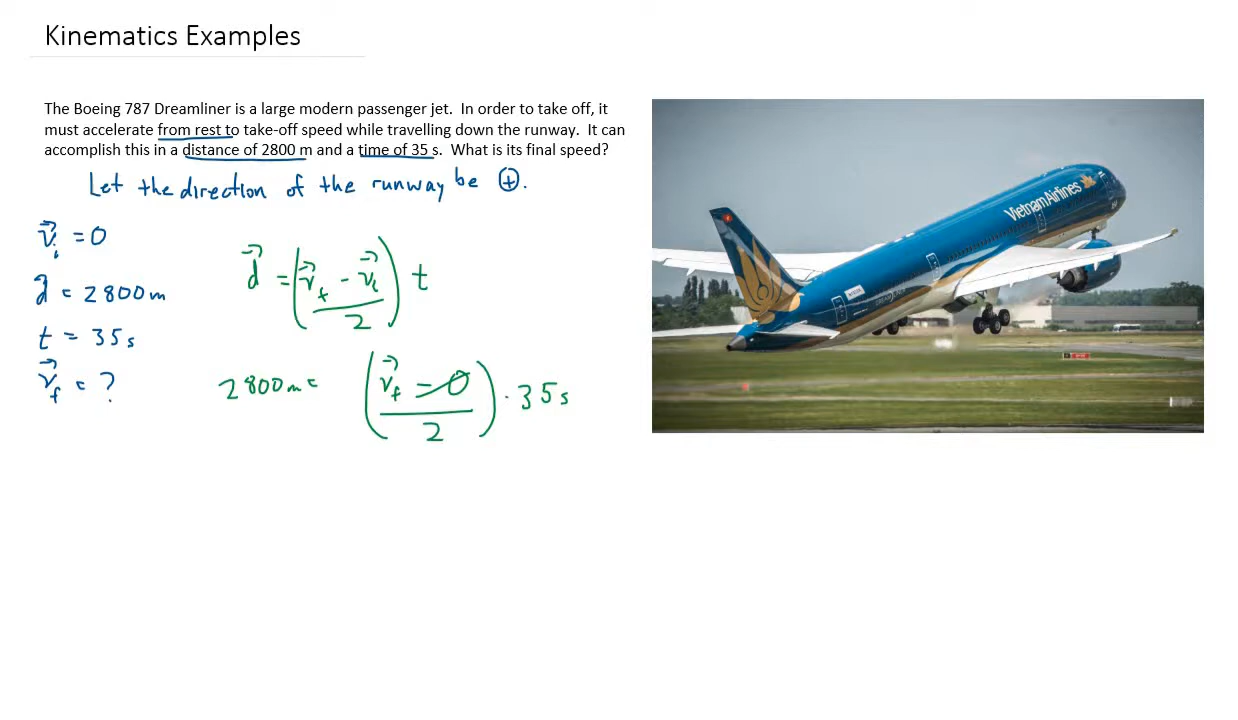 Kinematics Examples
The Boeing 787 Dreamliner is a large modern passenger jet. In order to take off, it
must accelerate from rest to take-off speed while travelling down the runway. It can
accomplish this in a distance of 2800 m and a time of 35 s. What is its final speed?
Let the direction of the runway be ⊕.
v⃗ᵢ = 0
d⃗ = 2800 m
t = 35 s
v⃗f = ?
d⃗ = ((v⃗f - v⃗ᵢ)/2) t
2800 m = ((v⃗f - 0)/2) · 35 s
Vietnam Airlines